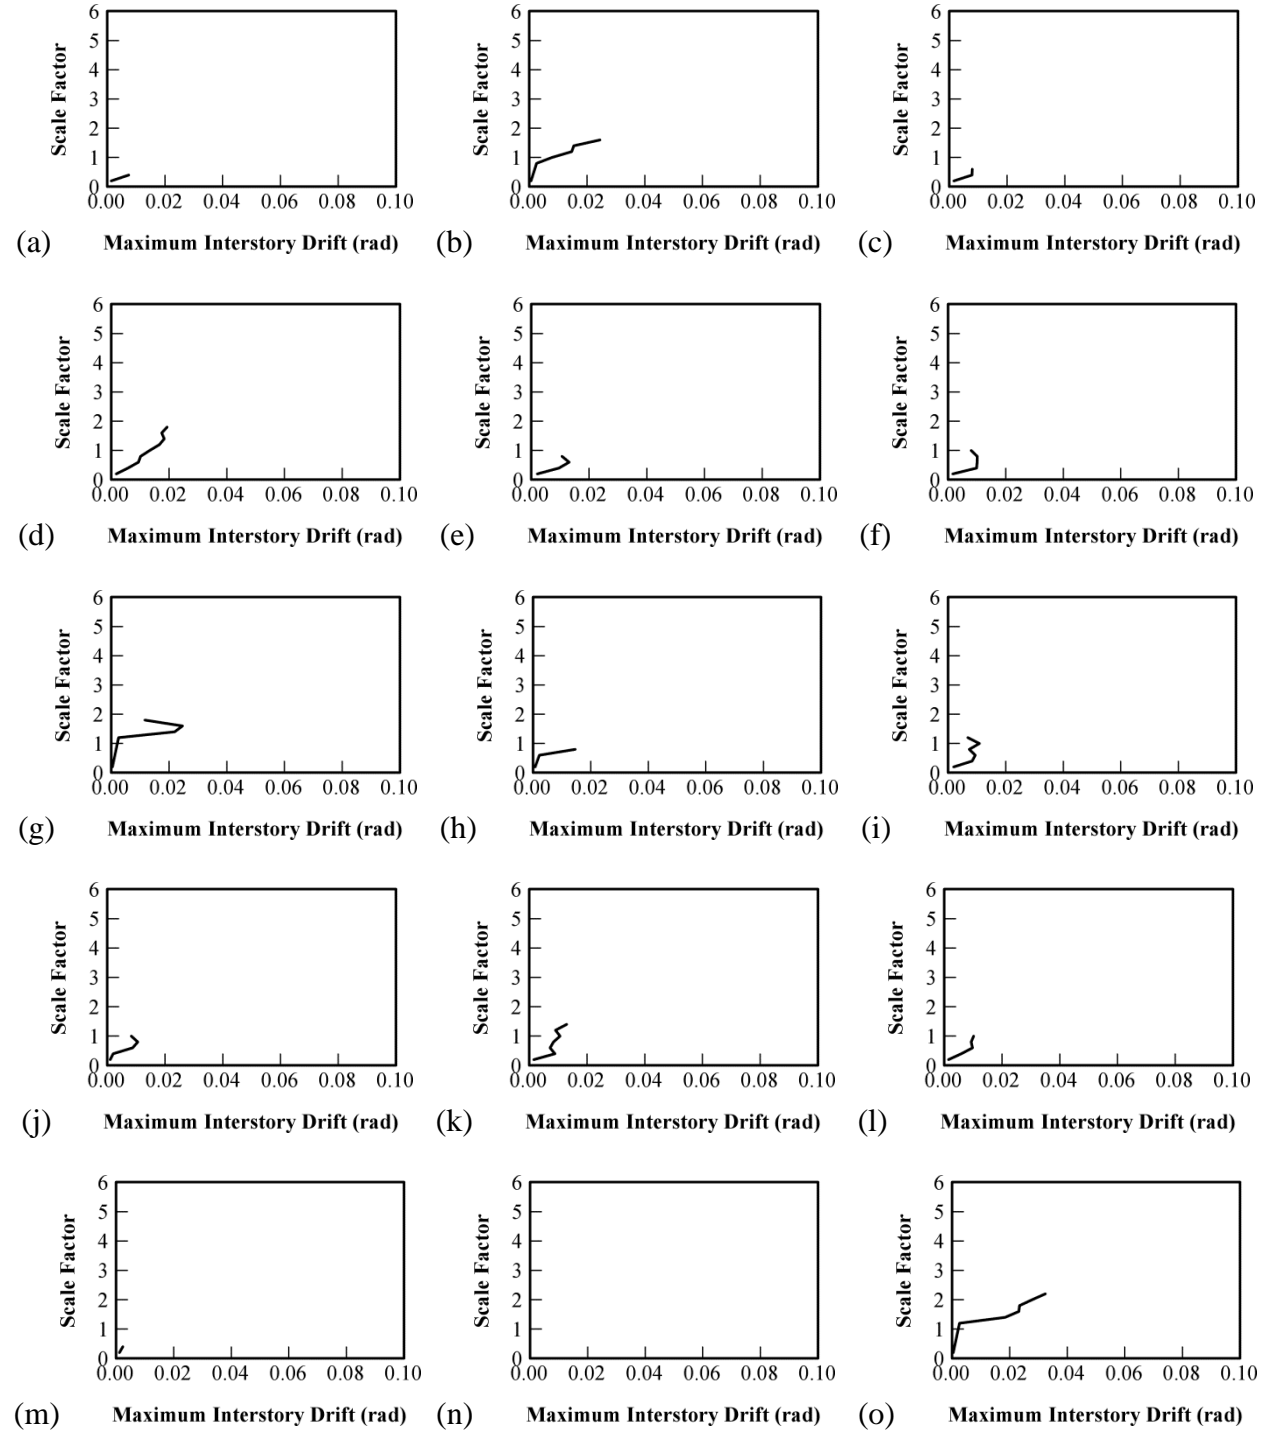 6
5
4
3
2
1
0
Scale Factor
0.00 0.02 0.04 0.06 0.08 0.10
(a) Maximum Interstory Drift (rad)
6
5
4
3
2
1
0
Scale Factor
0.00 0.02 0.04 0.06 0.08 0.10
(b) Maximum Interstory Drift (rad)
6
5
4
3
2
1
0
Scale Factor
0.00 0.02 0.04 0.06 0.08 0.10
(c) Maximum Interstory Drift (rad)
6
5
4
3
2
1
0
Scale Factor
0.00 0.02 0.04 0.06 0.08 0.10
(d) Maximum Interstory Drift (rad)
6
5
4
3
2
1
0
Scale Factor
0.00 0.02 0.04 0.06 0.08 0.10
(e) Maximum Interstory Drift (rad)
6
5
4
3
2
1
0
Scale Factor
0.00 0.02 0.04 0.06 0.08 0.10
(f) Maximum Interstory Drift (rad)
6
5
4
3
2
1
0
Scale Factor
0.00 0.02 0.04 0.06 0.08 0.10
(g) Maximum Interstory Drift (rad)
6
5
4
3
2
1
0
Scale Factor
0.00 0.02 0.04 0.06 0.08 0.10
(h) Maximum Interstory Drift (rad)
6
5
4
3
2
1
0
Scale Factor
0.00 0.02 0.04 0.06 0.08 0.10
(i) Maximum Interstory Drift (rad)
6
5
4
3
2
1
0
Scale Factor
0.00 0.02 0.04 0.06 0.08 0.10
(j) Maximum Interstory Drift (rad)
6
5
4
3
2
1
0
Scale Factor
0.00 0.02 0.04 0.06 0.08 0.10
(k) Maximum Interstory Drift (rad)
6
5
4
3
2
1
0
Scale Factor
0.00 0.02 0.04 0.06 0.08 0.10
(l) Maximum Interstory Drift (rad)
6
5
4
3
2
1
0
Scale Factor
0.00 0.02 0.04 0.06 0.08 0.10
(m) Maximum Interstory Drift (rad)
6
5
4
3
2
1
0
Scale Factor
0.00 0.02 0.04 0.06 0.08 0.10
(n) Maximum Interstory Drift (rad)
6
5
4
3
2
1
0
Scale Factor
0.00 0.02 0.04 0.06 0.08 0.10
(o) Maximum Interstory Drift (rad)